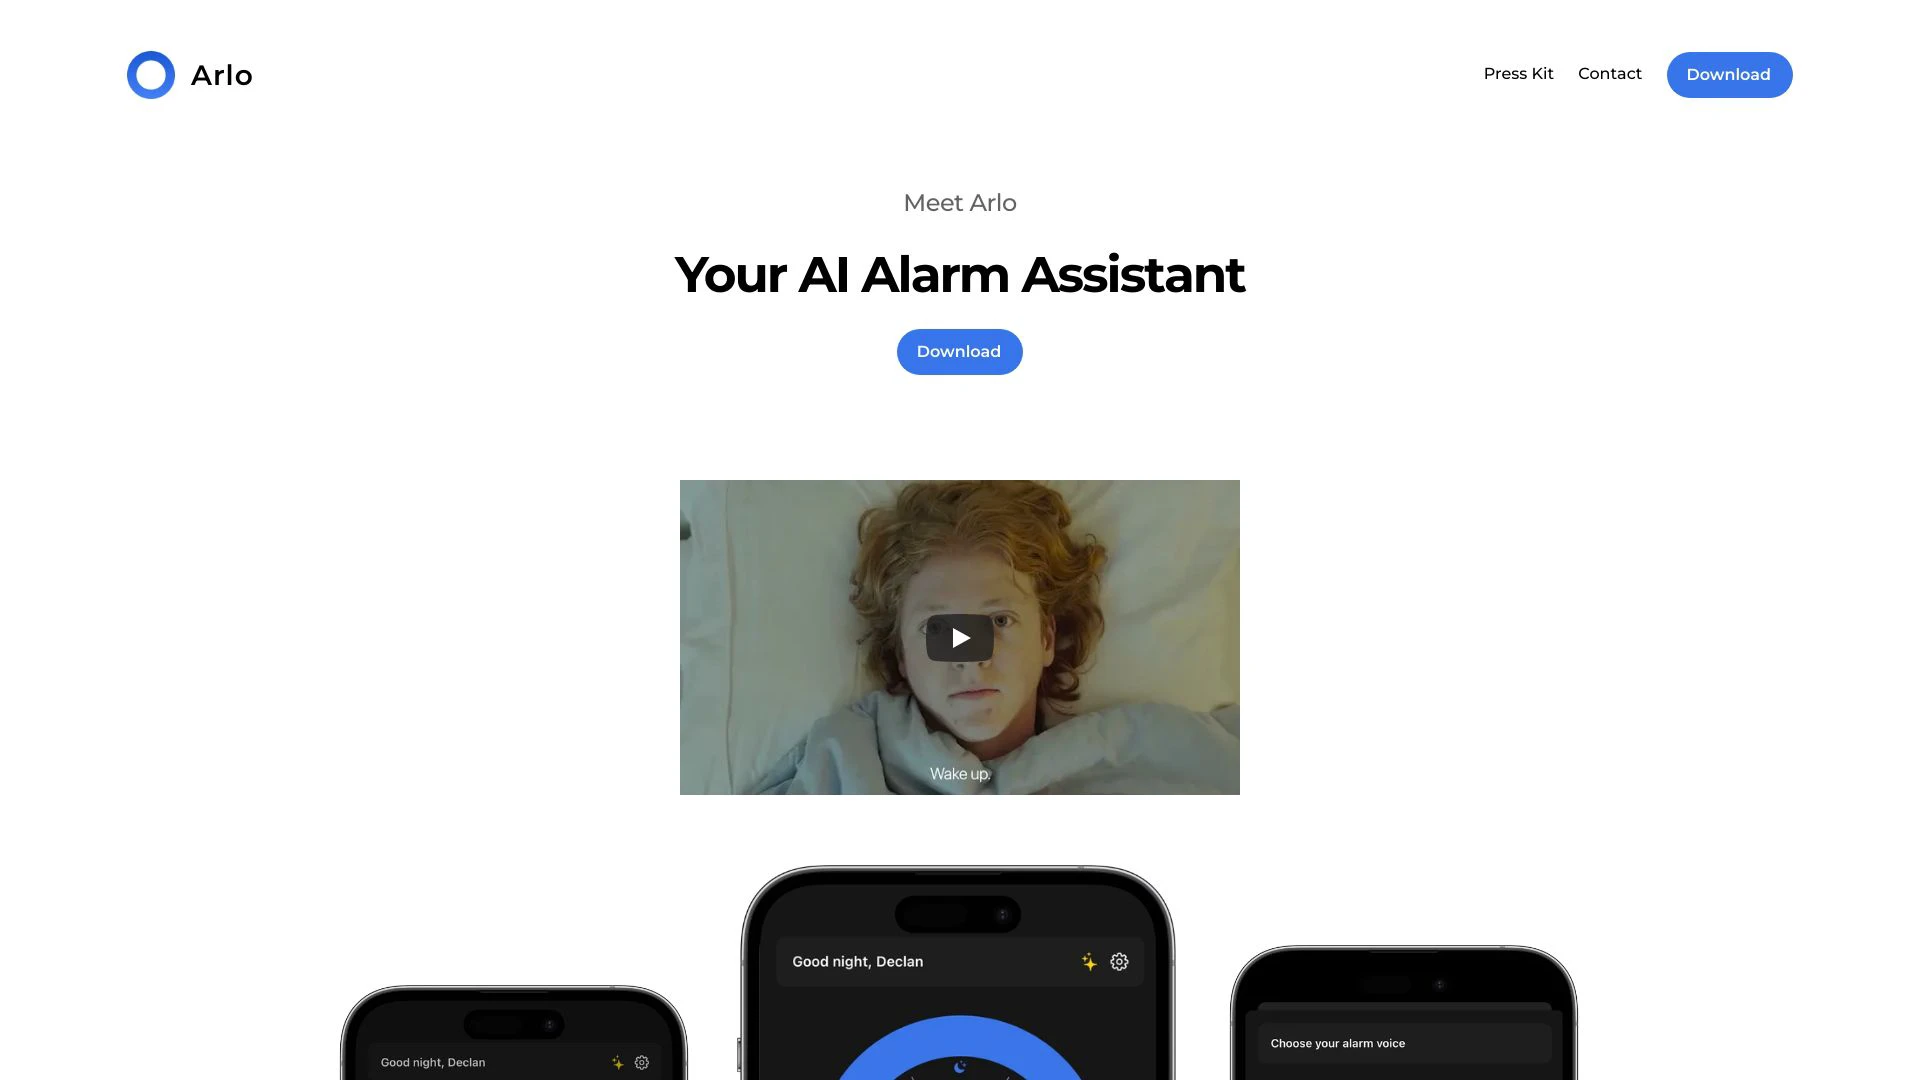 Arlo
Press Kit
Contact
Download
Meet Arlo
Your AI Alarm Assistant
Download
Wake up.
Good night, Declan
Good night, Declan
Choose your alarm voice